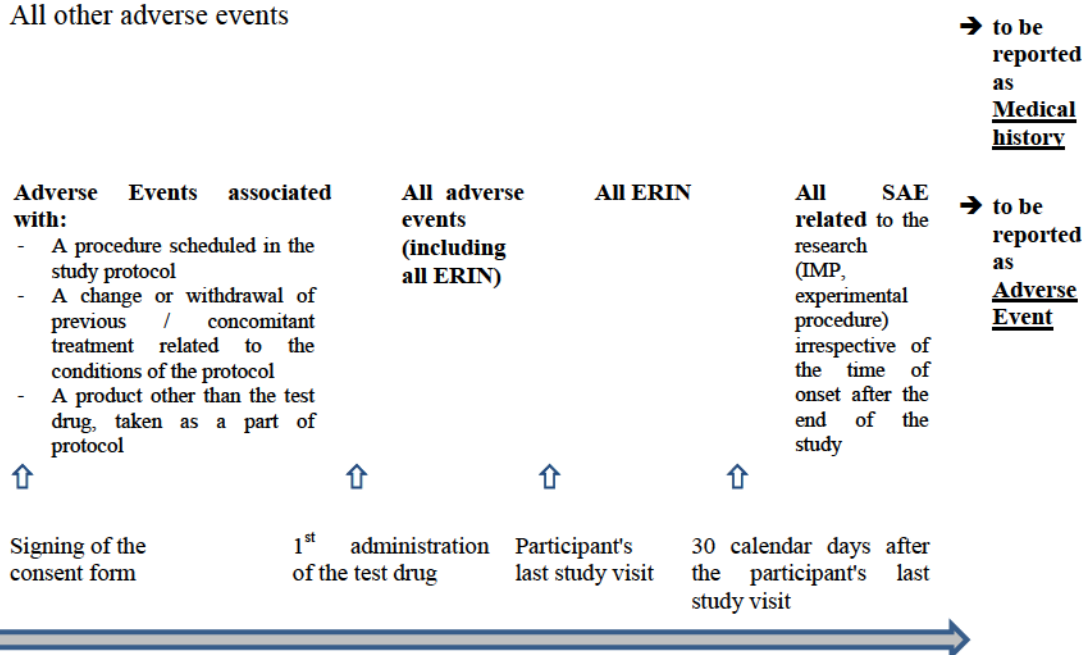 All other adverse events
➔ to be
reported
as
Medical
history
Adverse Events associated
with:
- A procedure scheduled in the
study protocol
- A change or withdrawal of
previous / concomitant
treatment related to the
conditions of the protocol
- A product other than the test
drug, taken as a part of
protocol
All adverse
events
(including
all ERIN)
All ERIN
All SAE
related to the
research
(IMP,
experimental
procedure)
irrespective of
the time of
onset after the
end of the
study
➔ to be
reported
as
Adverse
Event
Signing of the
consent form
1st administration
of the test drug
Participant's
last study visit
30 calendar days after
the participant's last
study visit